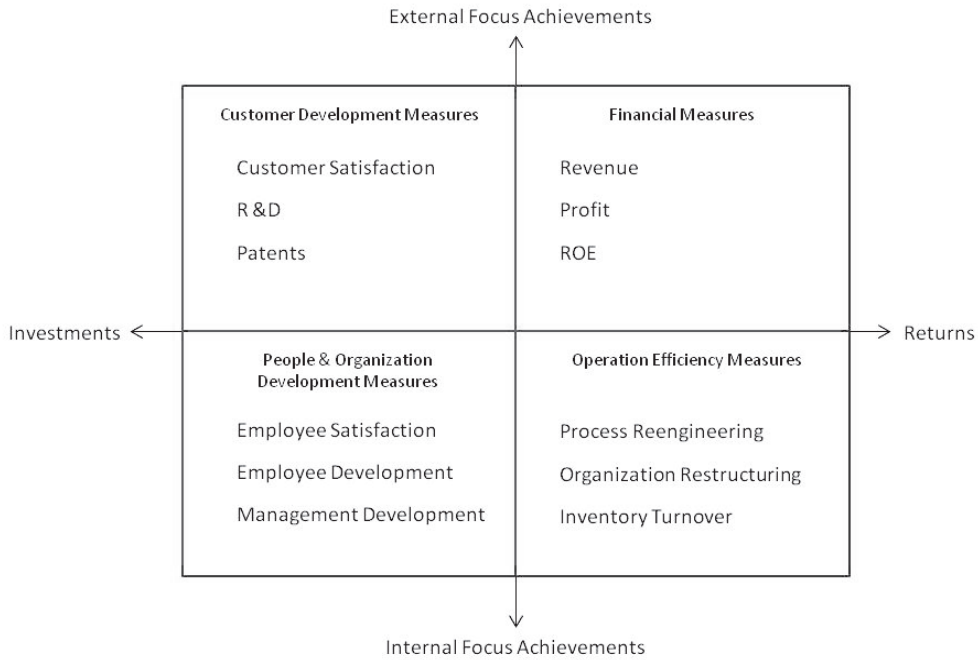 External Focus Achievements
Customer Development Measures
Customer Satisfaction
R &D
Patents
Financial Measures
Revenue
Profit
ROE
Investments
Returns
People & Organization
Development Measures
Employee Satisfaction
Employee Development
Management Development
Operation Efficiency Measures
Process Reengineering
Organization Restructuring
Inventory Turnover
Internal Focus Achievements